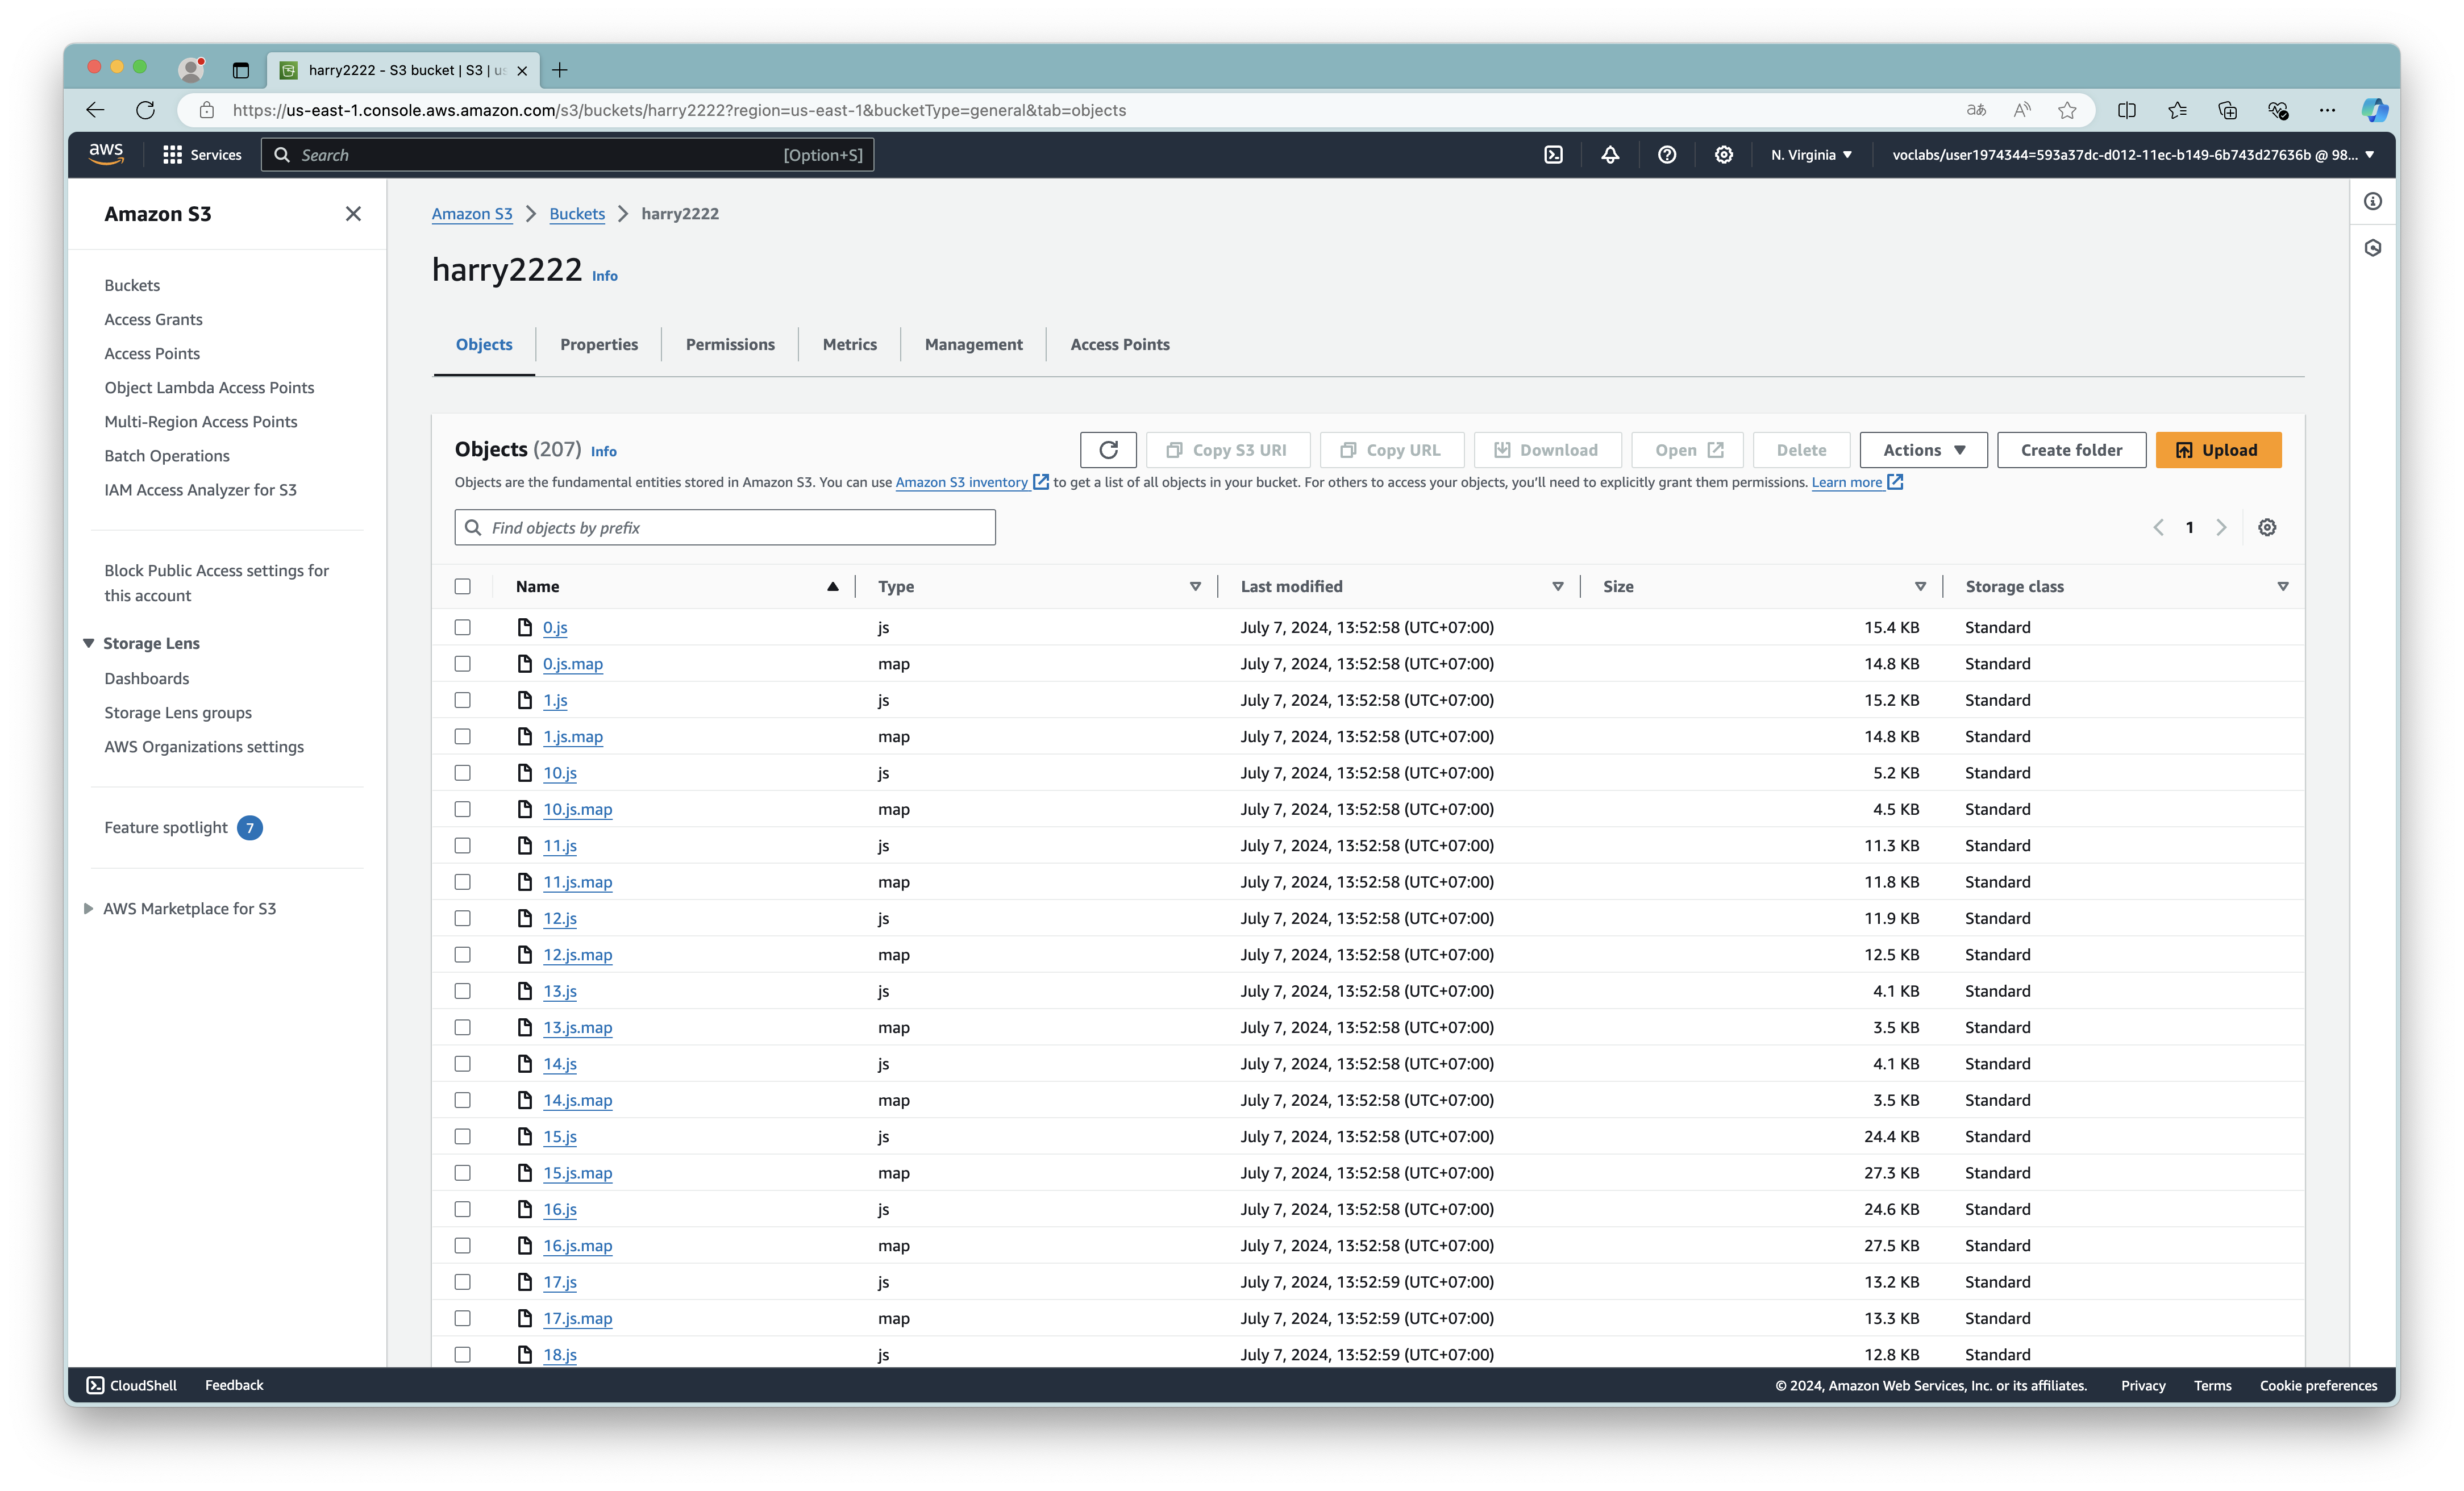 harry2222 - S3 bucket | S3 | us
https://us-east-1.console.aws.amazon.com/s3/buckets/harry2222?region=us-east-1&bucketType=general&tab=objects
aws Services Search [Option+S] N. Virginia voclabs/user1974344=593a37dc-d012-11ec-b149-6b743d27636b @ 98...
Amazon S3
Buckets
Access Grants
Access Points
Object Lambda Access Points
Multi-Region Access Points
Batch Operations
IAM Access Analyzer for S3
Block Public Access settings for
this account
Storage Lens
Dashboards
Storage Lens groups
AWS Organizations settings
Feature spotlight 7
AWS Marketplace for S3
Amazon S3 > Buckets > harry2222
harry2222 Info
Objects Properties Permissions Metrics Management Access Points
Objects (207) Info Copy S3 URI Copy URL Download Open Delete Actions Create folder Upload
Objects are the fundamental entities stored in Amazon S3. You can use Amazon S3 inventory to get a list of all objects in your bucket. For others to access your objects, you'll need to explicitly grant them permissions. Learn more
Find objects by prefix 1
Name Type Last modified Size Storage class
0.js js July 7, 2024, 13:52:58 (UTC+07:00) 15.4 KB Standard
0.js.map map July 7, 2024, 13:52:58 (UTC+07:00) 14.8 KB Standard
1.js js July 7, 2024, 13:52:58 (UTC+07:00) 15.2 KB Standard
1.js.map map July 7, 2024, 13:52:58 (UTC+07:00) 14.8 KB Standard
10.js js July 7, 2024, 13:52:58 (UTC+07:00) 5.2 KB Standard
10.js.map map July 7, 2024, 13:52:58 (UTC+07:00) 4.5 KB Standard
11.js js July 7, 2024, 13:52:58 (UTC+07:00) 11.3 KB Standard
11.js.map map July 7, 2024, 13:52:58 (UTC+07:00) 11.8 KB Standard
12.js js July 7, 2024, 13:52:58 (UTC+07:00) 11.9 KB Standard
12.js.map map July 7, 2024, 13:52:58 (UTC+07:00) 12.5 KB Standard
13.js js July 7, 2024, 13:52:58 (UTC+07:00) 4.1 KB Standard
13.js.map map July 7, 2024, 13:52:58 (UTC+07:00) 3.5 KB Standard
14.js js July 7, 2024, 13:52:58 (UTC+07:00) 4.1 KB Standard
14.js.map map July 7, 2024, 13:52:58 (UTC+07:00) 3.5 KB Standard
15.js js July 7, 2024, 13:52:58 (UTC+07:00) 24.4 KB Standard
15.js.map map July 7, 2024, 13:52:58 (UTC+07:00) 27.3 KB Standard
16.js js July 7, 2024, 13:52:58 (UTC+07:00) 24.6 KB Standard
16.js.map map July 7, 2024, 13:52:58 (UTC+07:00) 27.5 KB Standard
17.js js July 7, 2024, 13:52:59 (UTC+07:00) 13.2 KB Standard
17.js.map map July 7, 2024, 13:52:59 (UTC+07:00) 13.3 KB Standard
18.js js July 7, 2024, 13:52:59 (UTC+07:00) 12.8 KB Standard
CloudShell Feedback © 2024, Amazon Web Services, Inc. or its affiliates. Privacy Terms Cookie preferences